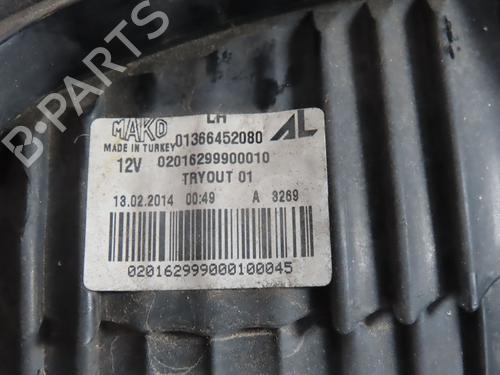 LH
MAKO 01366452080 AL
MADE IN TURKEY
12V 02016299900010
TRYOUT 01
13.02.2014 00:49 A 3269
020162999000100045
B PARTS